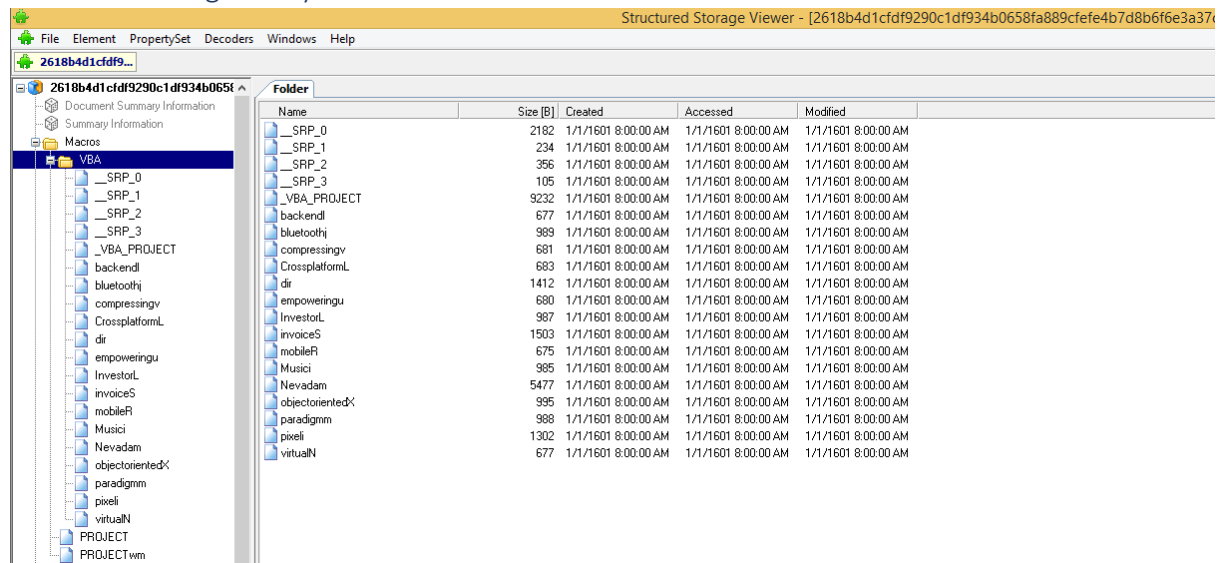 Structured Storage Viewer - [2618b4d1cfdf9290c1df934b0658fa889cfefe4b7d8b6f6e3a37c
File Element PropertySet Decoders Windows Help
2618b4d1cfdf9...
2618b4d1cfdf9290c1df934b065
Document Summary Information
Summary Information
Macros
VBA
__SRP_0
__SRP_1
__SRP_2
__SRP_3
_VBA_PROJECT
backendl
bluetoothj
compressingv
CrossplatformL
dir
empoweringu
InvestorL
invoiceS
mobileR
Musici
Nevadam
objectorientedX
paradigmm
pixeli
virtualN
PROJECT
PROJECTwm
Folder
Name Size [B] Created Accessed Modified
__SRP_0 2182 1/1/1601 8:00:00 AM 1/1/1601 8:00:00 AM 1/1/1601 8:00:00 AM
__SRP_1 234 1/1/1601 8:00:00 AM 1/1/1601 8:00:00 AM 1/1/1601 8:00:00 AM
__SRP_2 356 1/1/1601 8:00:00 AM 1/1/1601 8:00:00 AM 1/1/1601 8:00:00 AM
__SRP_3 105 1/1/1601 8:00:00 AM 1/1/1601 8:00:00 AM 1/1/1601 8:00:00 AM
_VBA_PROJECT 9232 1/1/1601 8:00:00 AM 1/1/1601 8:00:00 AM 1/1/1601 8:00:00 AM
backendl 677 1/1/1601 8:00:00 AM 1/1/1601 8:00:00 AM 1/1/1601 8:00:00 AM
bluetoothj 989 1/1/1601 8:00:00 AM 1/1/1601 8:00:00 AM 1/1/1601 8:00:00 AM
compressingv 681 1/1/1601 8:00:00 AM 1/1/1601 8:00:00 AM 1/1/1601 8:00:00 AM
CrossplatformL 683 1/1/1601 8:00:00 AM 1/1/1601 8:00:00 AM 1/1/1601 8:00:00 AM
dir 1412 1/1/1601 8:00:00 AM 1/1/1601 8:00:00 AM 1/1/1601 8:00:00 AM
empoweringu 680 1/1/1601 8:00:00 AM 1/1/1601 8:00:00 AM 1/1/1601 8:00:00 AM
InvestorL 987 1/1/1601 8:00:00 AM 1/1/1601 8:00:00 AM 1/1/1601 8:00:00 AM
invoiceS 1503 1/1/1601 8:00:00 AM 1/1/1601 8:00:00 AM 1/1/1601 8:00:00 AM
mobileR 675 1/1/1601 8:00:00 AM 1/1/1601 8:00:00 AM 1/1/1601 8:00:00 AM
Musici 985 1/1/1601 8:00:00 AM 1/1/1601 8:00:00 AM 1/1/1601 8:00:00 AM
Nevadam 5477 1/1/1601 8:00:00 AM 1/1/1601 8:00:00 AM 1/1/1601 8:00:00 AM
objectorientedX 995 1/1/1601 8:00:00 AM 1/1/1601 8:00:00 AM 1/1/1601 8:00:00 AM
paradigmm 988 1/1/1601 8:00:00 AM 1/1/1601 8:00:00 AM 1/1/1601 8:00:00 AM
pixeli 1302 1/1/1601 8:00:00 AM 1/1/1601 8:00:00 AM 1/1/1601 8:00:00 AM
virtualN 677 1/1/1601 8:00:00 AM 1/1/1601 8:00:00 AM 1/1/1601 8:00:00 AM